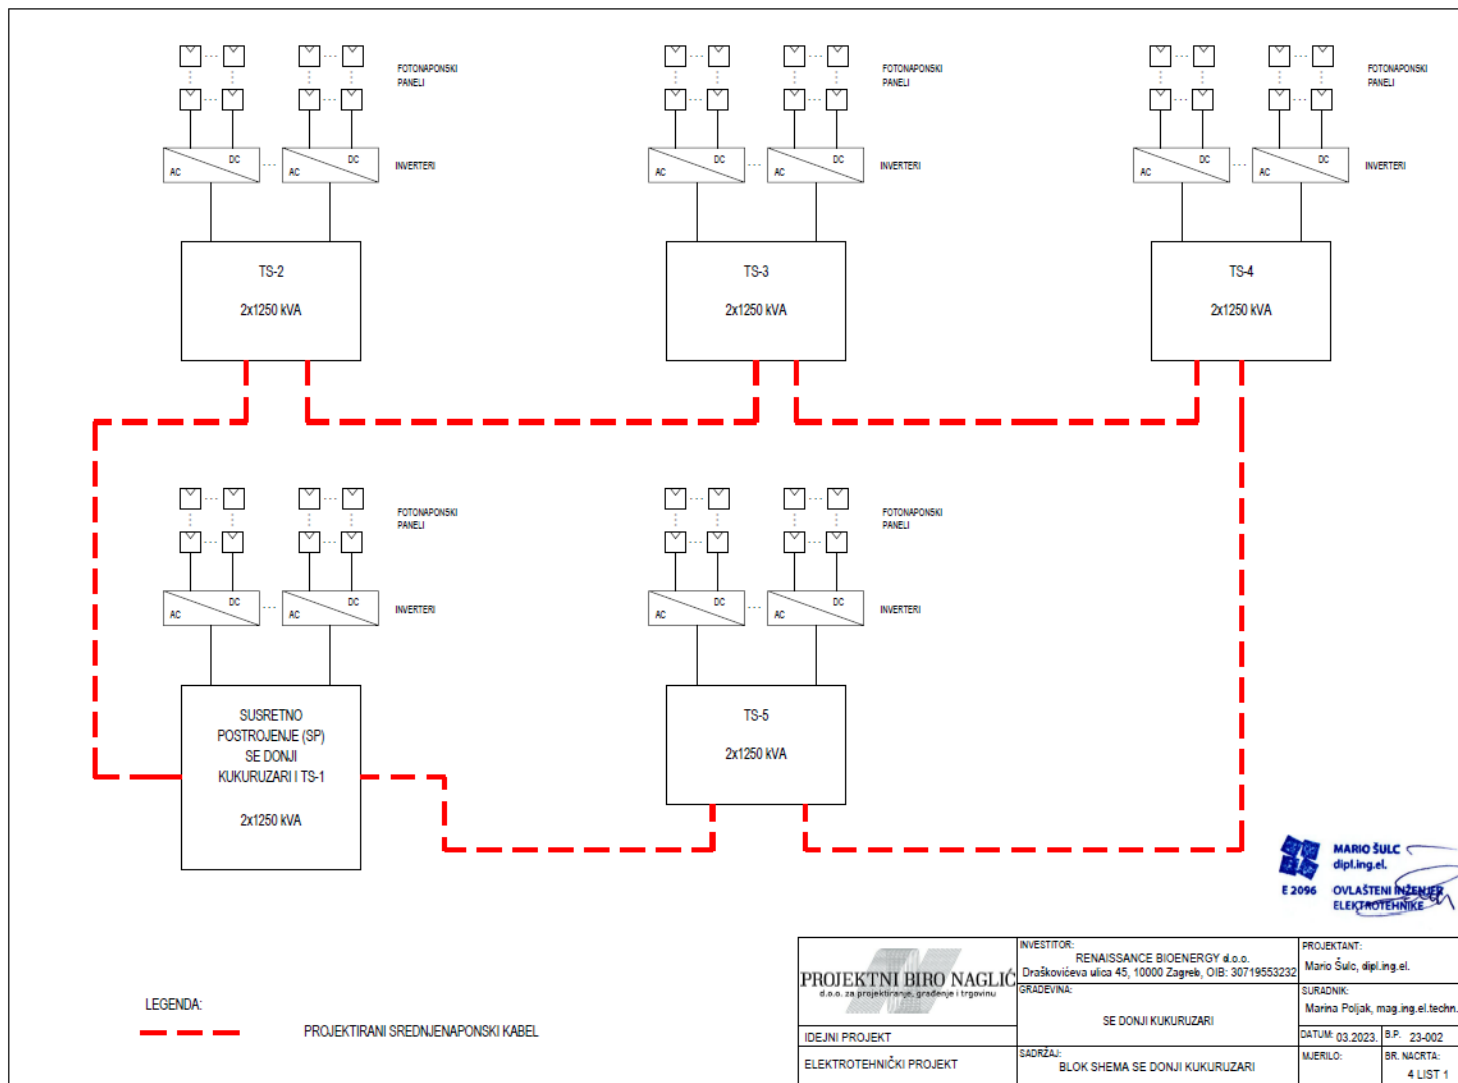 FOTONAPONSKI
PANELI
FOTONAPONSKI
PANELI
FOTONAPONSKI
PANELI
AC DC
AC DC
INVERTERI
AC DC
AC DC
INVERTERI
AC DC
AC DC
INVERTERI
TS-2
2x1250 kVA
TS-3
2x1250 kVA
TS-4
2x1250 kVA
FOTONAPONSKI
PANELI
FOTONAPONSKI
PANELI
AC DC
AC DC
INVERTERI
AC DC
AC DC
INVERTERI
SUSRETNO
POSTROJENJE (SP)
SE DONJI
KUKURUZARI I TS-1
2x1250 kVA
TS-5
2x1250 kVA
MARIO ŠULC
dipl.ing.el.
E 2096 OVLAŠTENI INŽENJER
ELEKTROTEHNIKE
LEGENDA:
PROJEKTIRANI SREDNJENAPONSKI KABEL
PROJEKTNI BIRO NAGLIĆ
d.o.o. za projektiranje, građenje i trgovinu
IDEJNI PROJEKT
ELEKTROTEHNIČKI PROJEKT
INVESTITOR:
RENAISSANCE BIOENERGY d.o.o.
Draškovićeva ulica 45, 10000 Zagreb, OIB: 30719553232
GRAĐEVINA:
SE DONJI KUKURUZARI
SADRŽAJ:
BLOK SHEMA SE DONJI KUKURUZARI
PROJEKTANT:
Mario Šulc, dipl.ing.el.
SURADNIK:
Marina Poljak, mag.ing.el.techn.
DATUM: 03.2023. B.P. 23-002
MJERILO: BR. NACRTA:
4 LIST 1